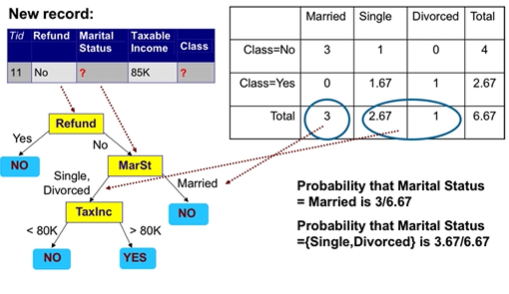 New record:
Tid Refund Marital Status Taxable Income Class
11 No ? 85K ?
Married Single Divorced Total
Class=No 3 1 0 4
Class=Yes 0 1.67 1 2.67
Total 3 2.67 1 6.67
Refund
Yes
No
NO
MarSt
Single,
Divorced
Married
TaxInc
NO
< 80K
> 80K
NO
YES
Probability that Marital Status
= Married is 3/6.67
Probability that Marital Status
={Single,Divorced} is 3.67/6.67